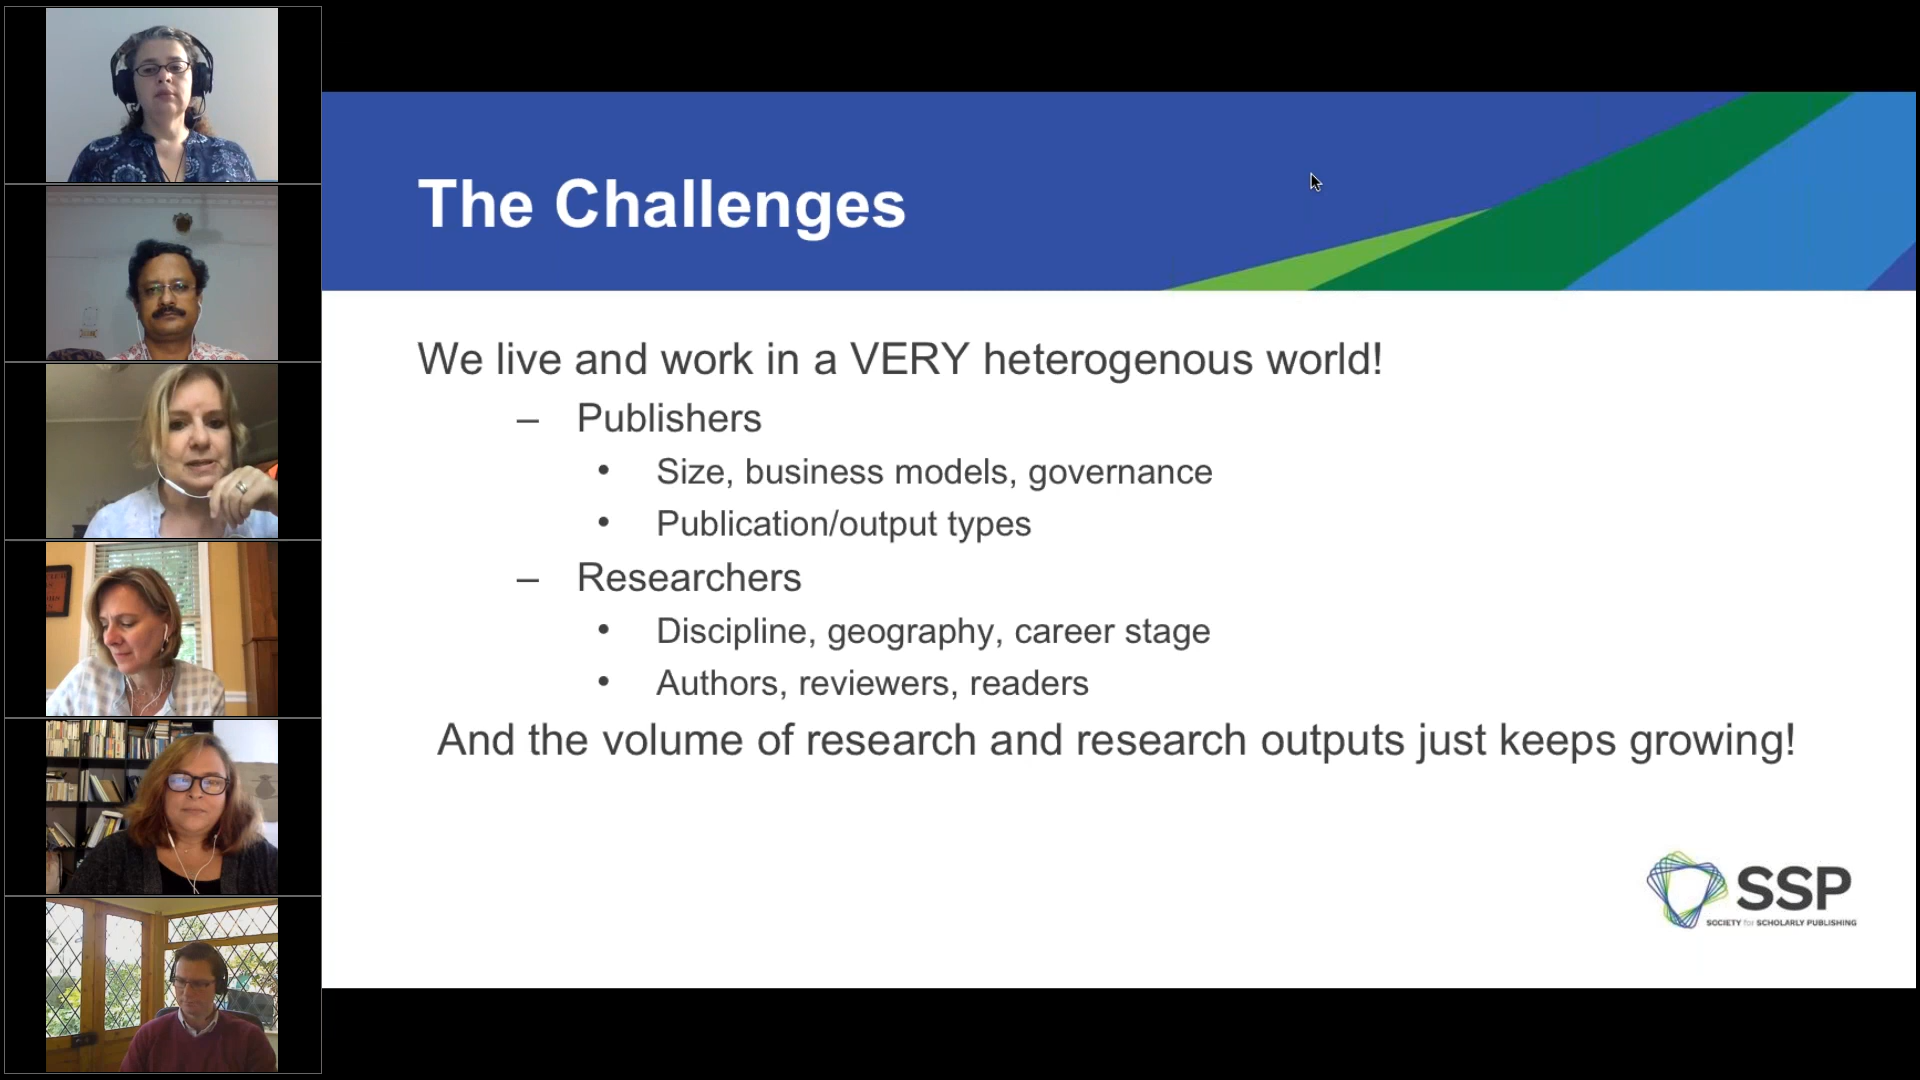 The Challenges
We live and work in a VERY heterogenous world!
– Publishers
• Size, business models, governance
• Publication/output types
– Researchers
• Discipline, geography, career stage
• Authors, reviewers, readers
And the volume of research and research outputs just keeps growing!
SSP
SOCIETY for SCHOLARLY PUBLISHING